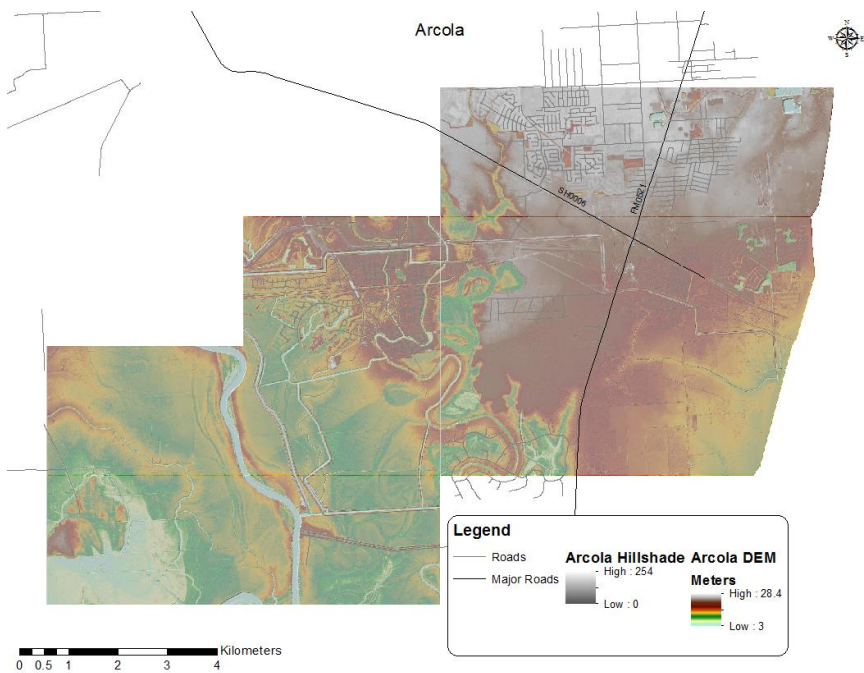 Arcola
N
W E
S
SH0006
FM0521
Legend
Roads
Major Roads
Arcola Hillshade
High : 254
Low : 0
Arcola DEM
Meters
High : 28.4
Low : 3
Kilometers
0 0.5 1 2 3 4